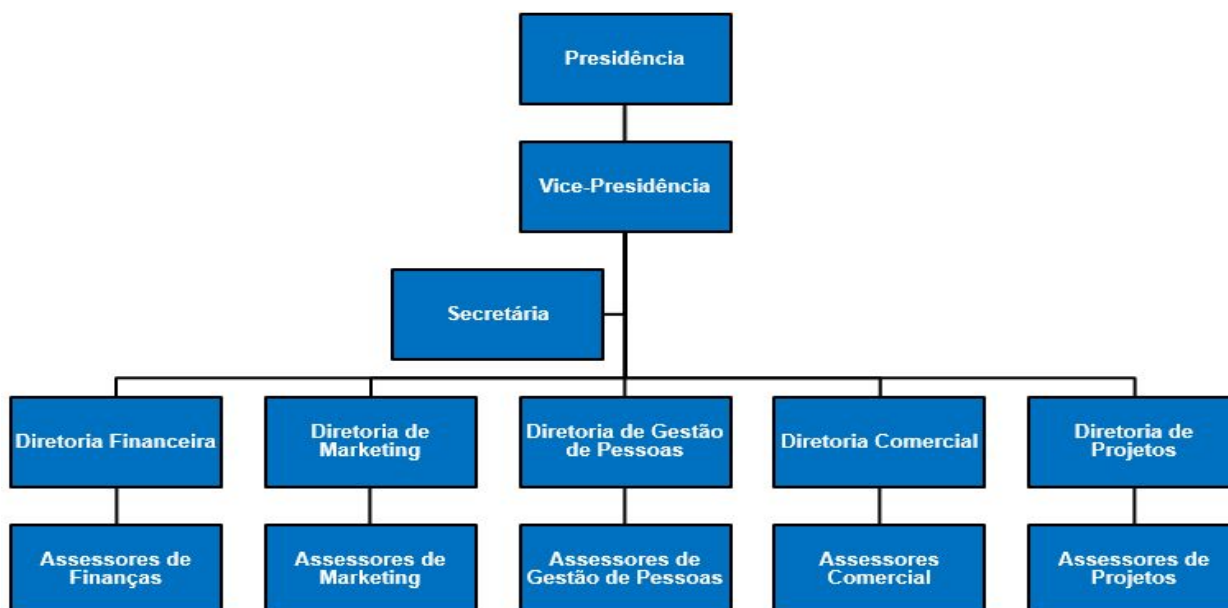 Presidência
Vice-Presidência
Secretária
Diretoria Financeira
Diretoria de
Marketing
Diretoria de Gestão
de Pessoas
Diretoria Comercial
Diretoria de
Projetos
Assessores de
Finanças
Assessores de
Marketing
Assessores de
Gestão de Pessoas
Assessores
Comercial
Assessores de
Projetos